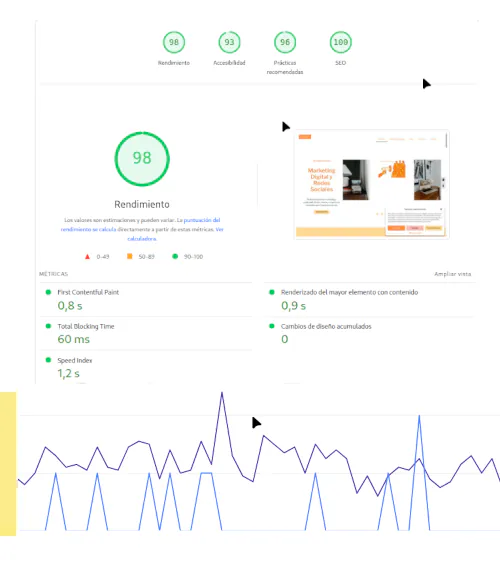 98
93
96
100
Rendimiento
Accesibilidad
Prácticas
recomendadas
SEO
98
Marketing
Digital y
Redes
Sociales
Rendimiento
Los valores son estimaciones y pueden variar. La puntuación del
rendimiento se calcula directamente a partir de estas métricas. Ver
calculadora.
0-49
50-89
90-100
MÉTRICAS
Ampliar vista
First Contentful Paint
0,8 s
Renderizado del mayor elemento con contenido
0,9 s
Total Blocking Time
60 ms
Cambios de diseño acumulados
0
Speed Index
1,2 s